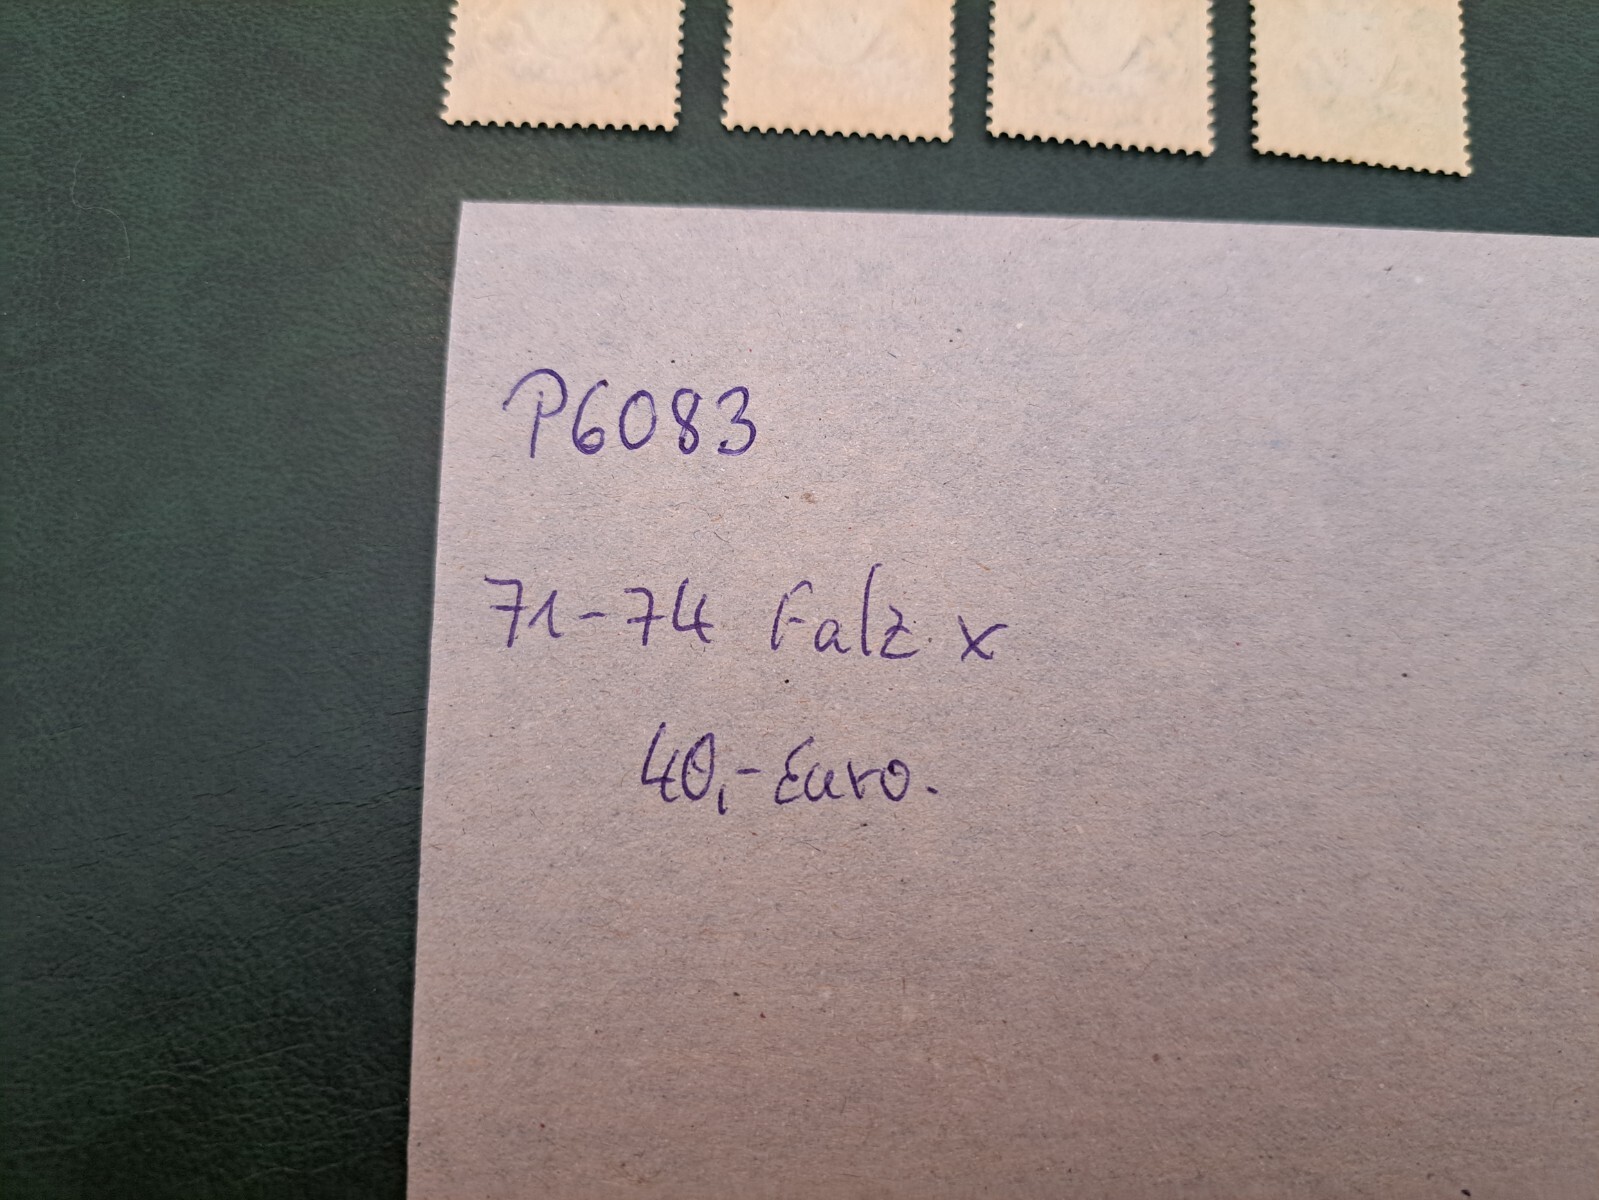 P6083
71-74 Falz x
40,- Euro.